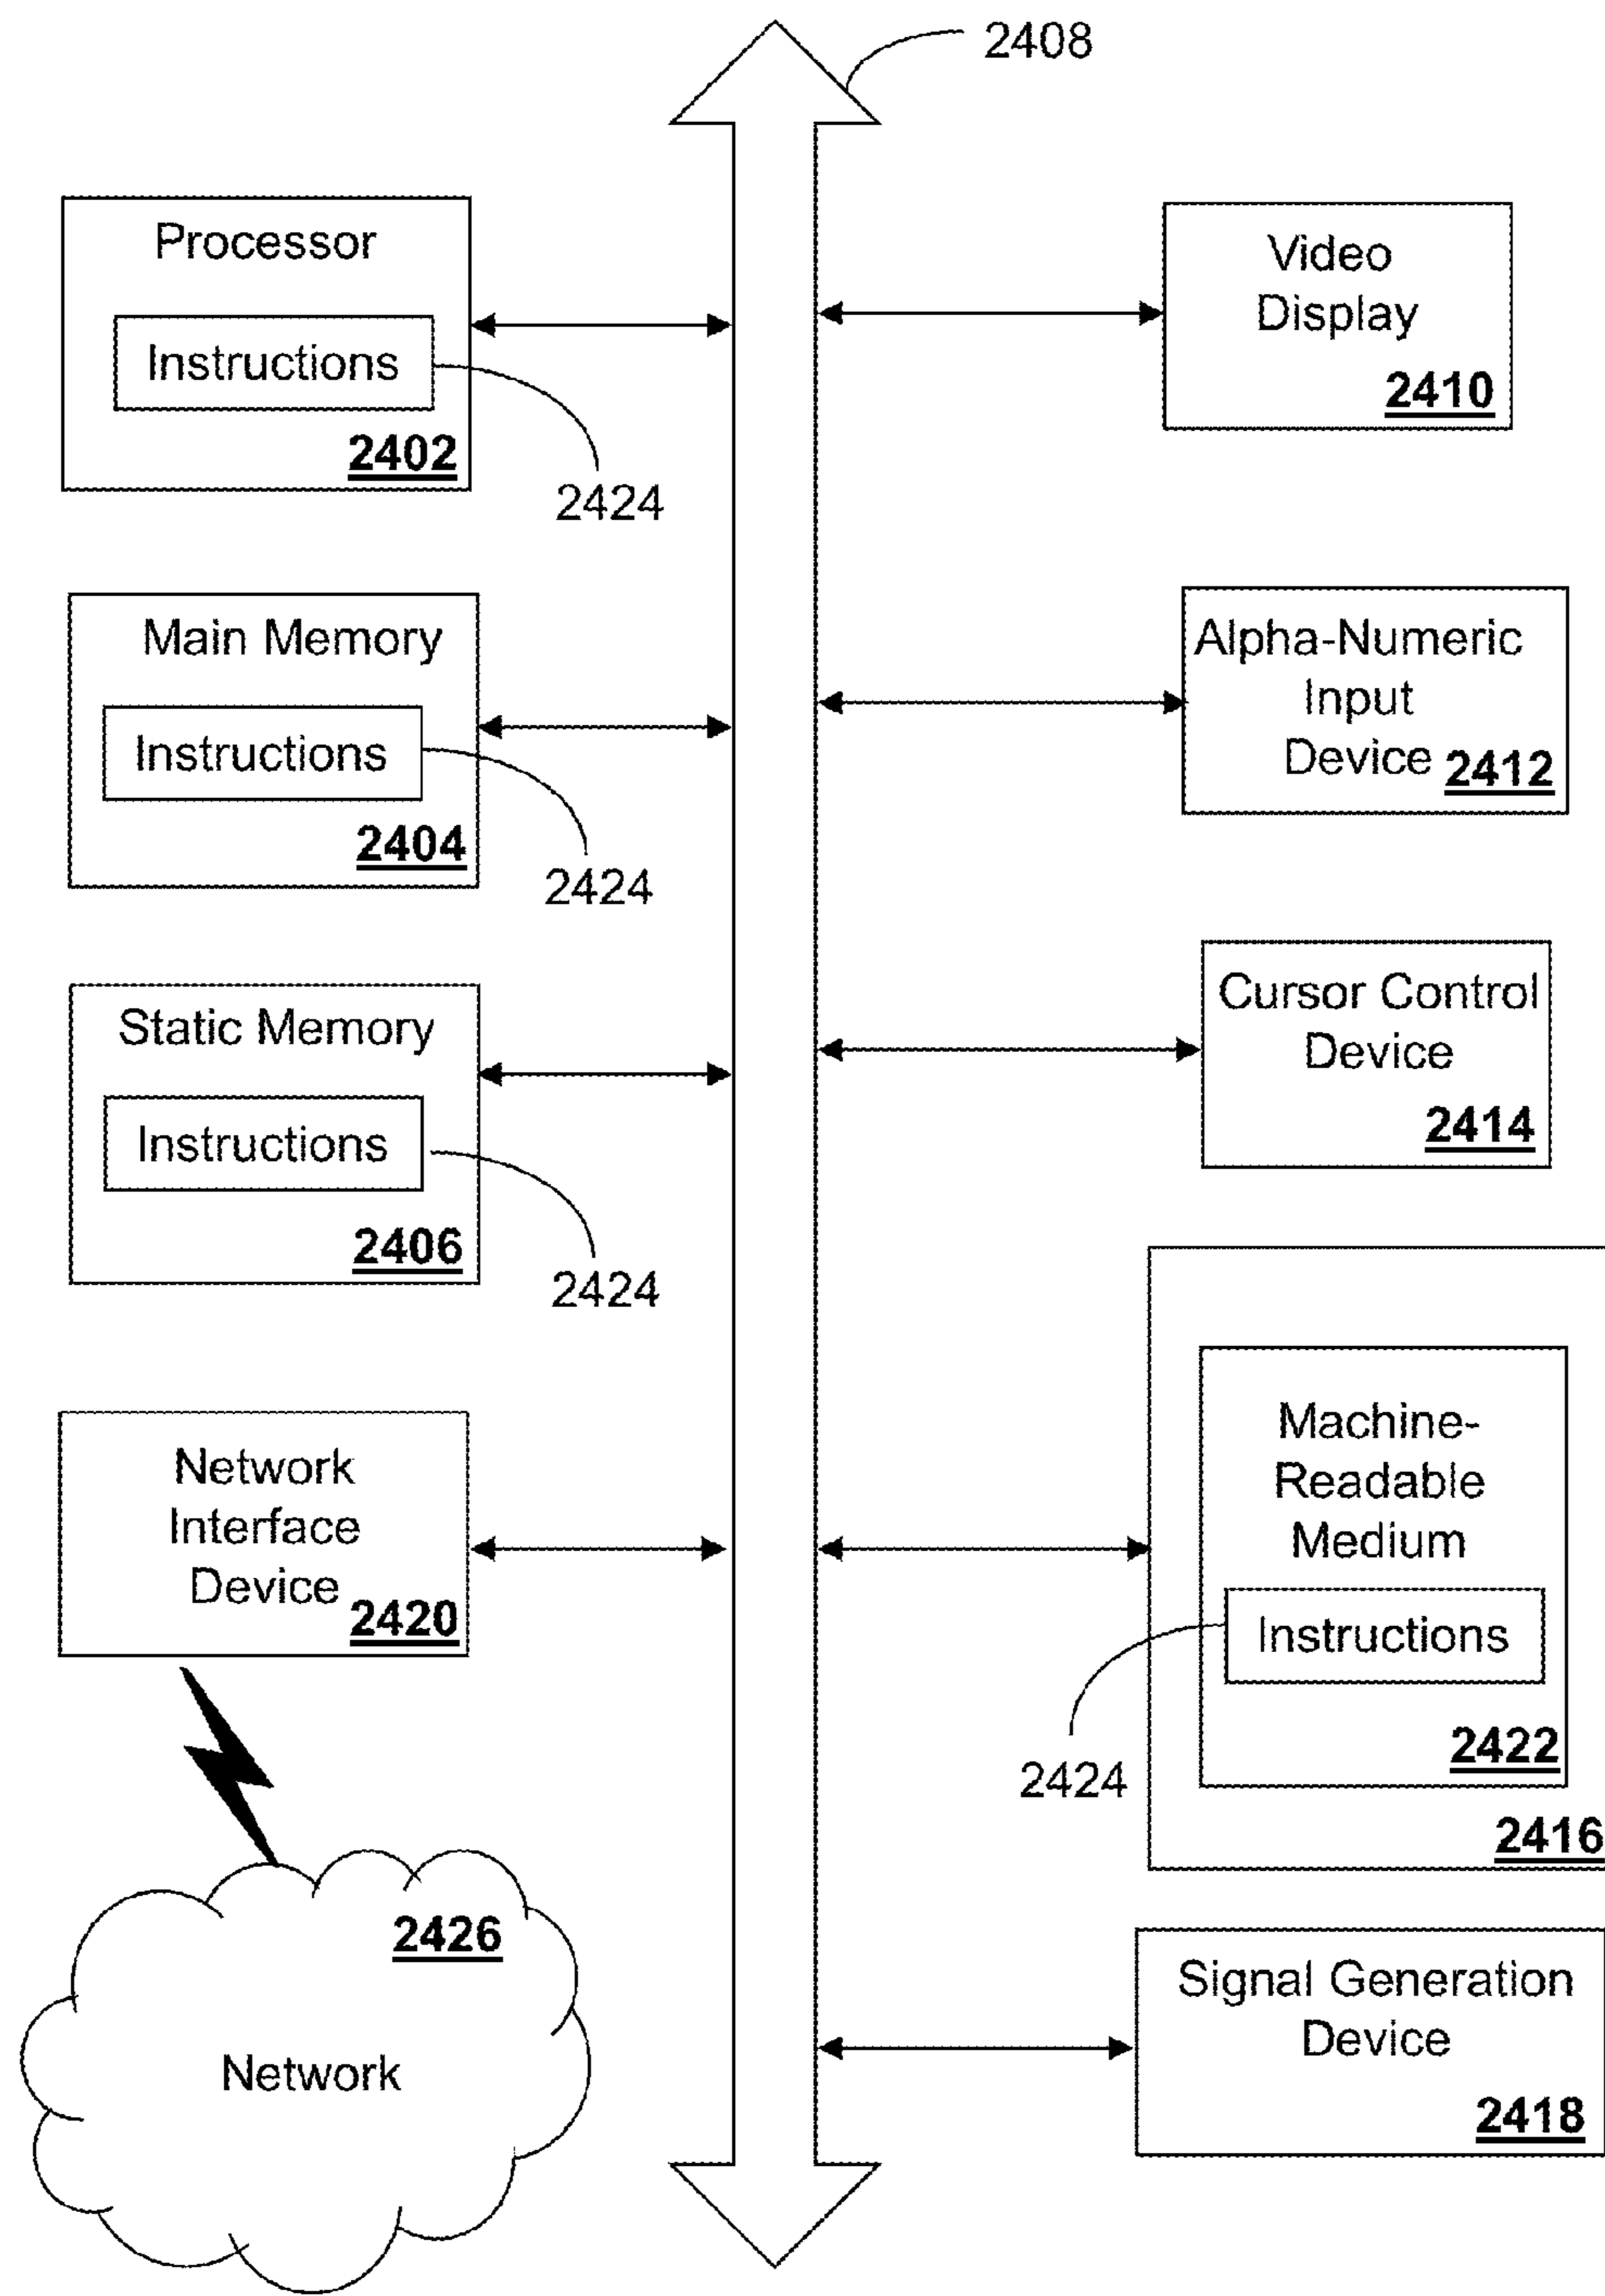 2408
Processor
Instructions
2402
2424
Main Memory
Instructions
2404
2424
Static Memory
Instructions
2406
2424
Network
Interface
Device
2420
2426
Network
Video
Display
2410
Alpha-Numeric
Input
Device 2412
Cursor Control
Device
2414
Machine-
Readable
Medium
Instructions
2422
2424
2416
Signal Generation
Device
2418